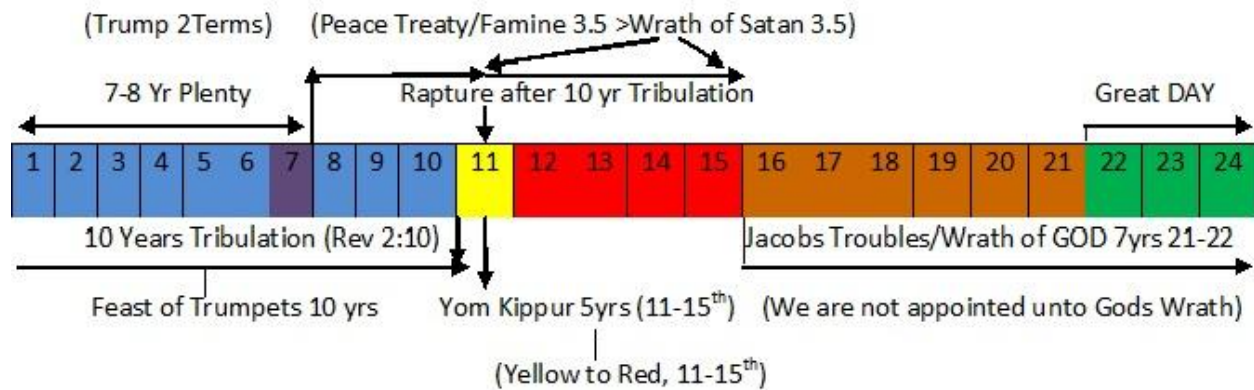 (Trump 2Terms) (Peace Treaty/Famine 3.5 >Wrath of Satan 3.5)
7-8 Yr Plenty Rapture after 10 yr Tribulation Great DAY
1 2 3 4 5 6 7 8 9 10 11 12 13 14 15 16 17 18 19 20 21 22 23 24
10 Years Tribulation (Rev 2:10) Jacobs Troubles/Wrath of GOD 7yrs 21-22
Feast of Trumpets 10 yrs Yom Kippur 5yrs (11-15th) (We are not appointed unto Gods Wrath)
(Yellow to Red, 11-15th)